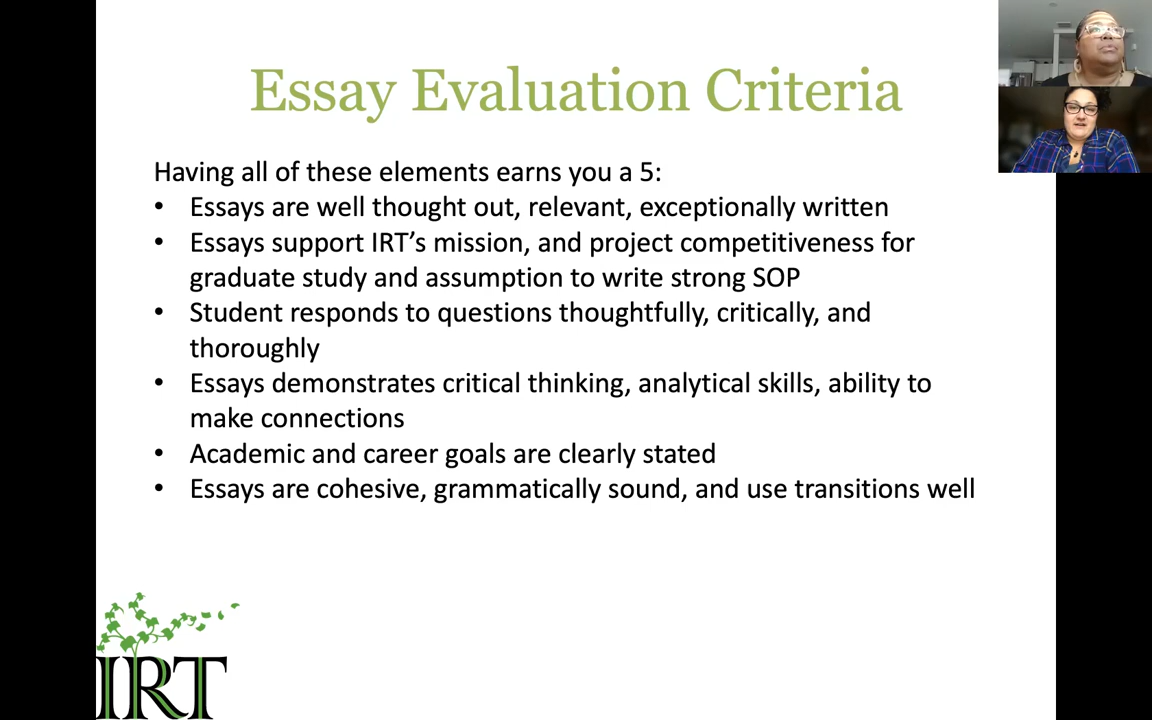 Essay Evaluation Criteria
Having all of these elements earns you a 5:
• Essays are well thought out, relevant, exceptionally written
• Essays support IRT’s mission, and project competitiveness for
graduate study and assumption to write strong SOP
• Student responds to questions thoughtfully, critically, and
thoroughly
• Essays demonstrates critical thinking, analytical skills, ability to
make connections
• Academic and career goals are clearly stated
• Essays are cohesive, grammatically sound, and use transitions well
IRT